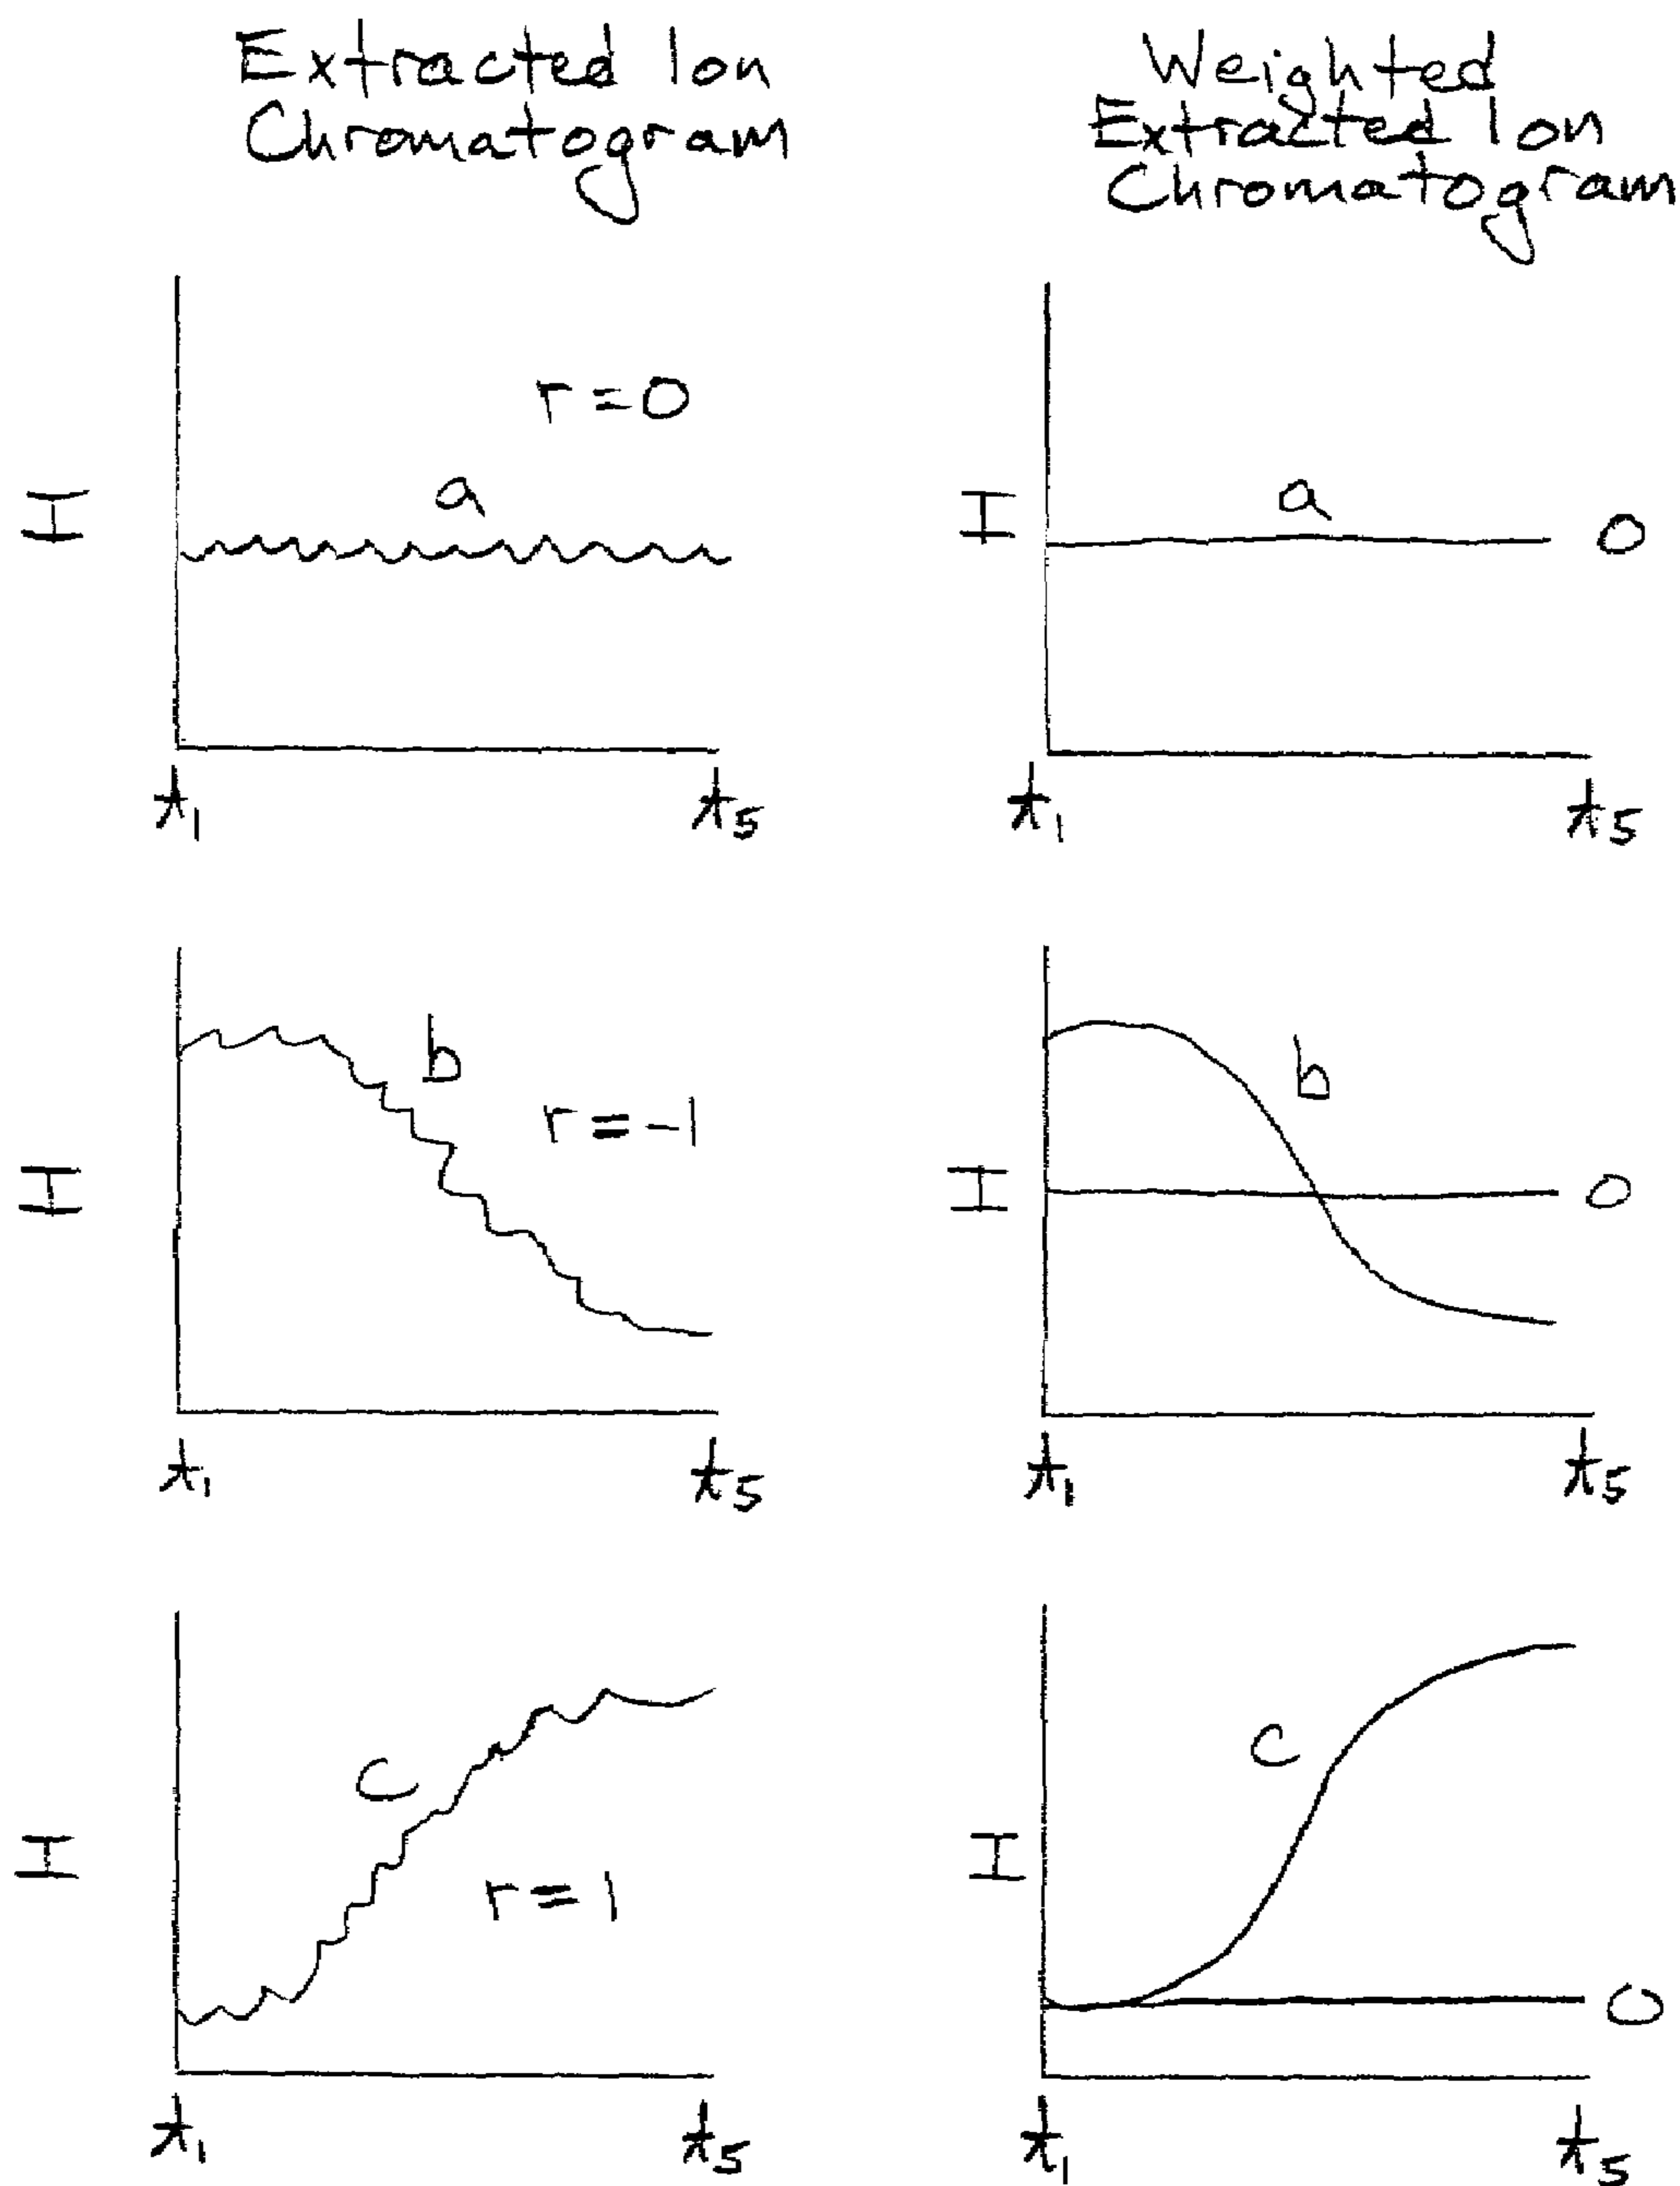 Extracted Ion
Chromatogram
Weighted
Extracted Ion
Chromatogram
r=0
a
I
t1
t5
a
I
0
t1
t5
b
r=-1
I
t1
t5
b
I
0
t1
t5
c
r=1
I
t1
t5
c
I
0
t1
t5